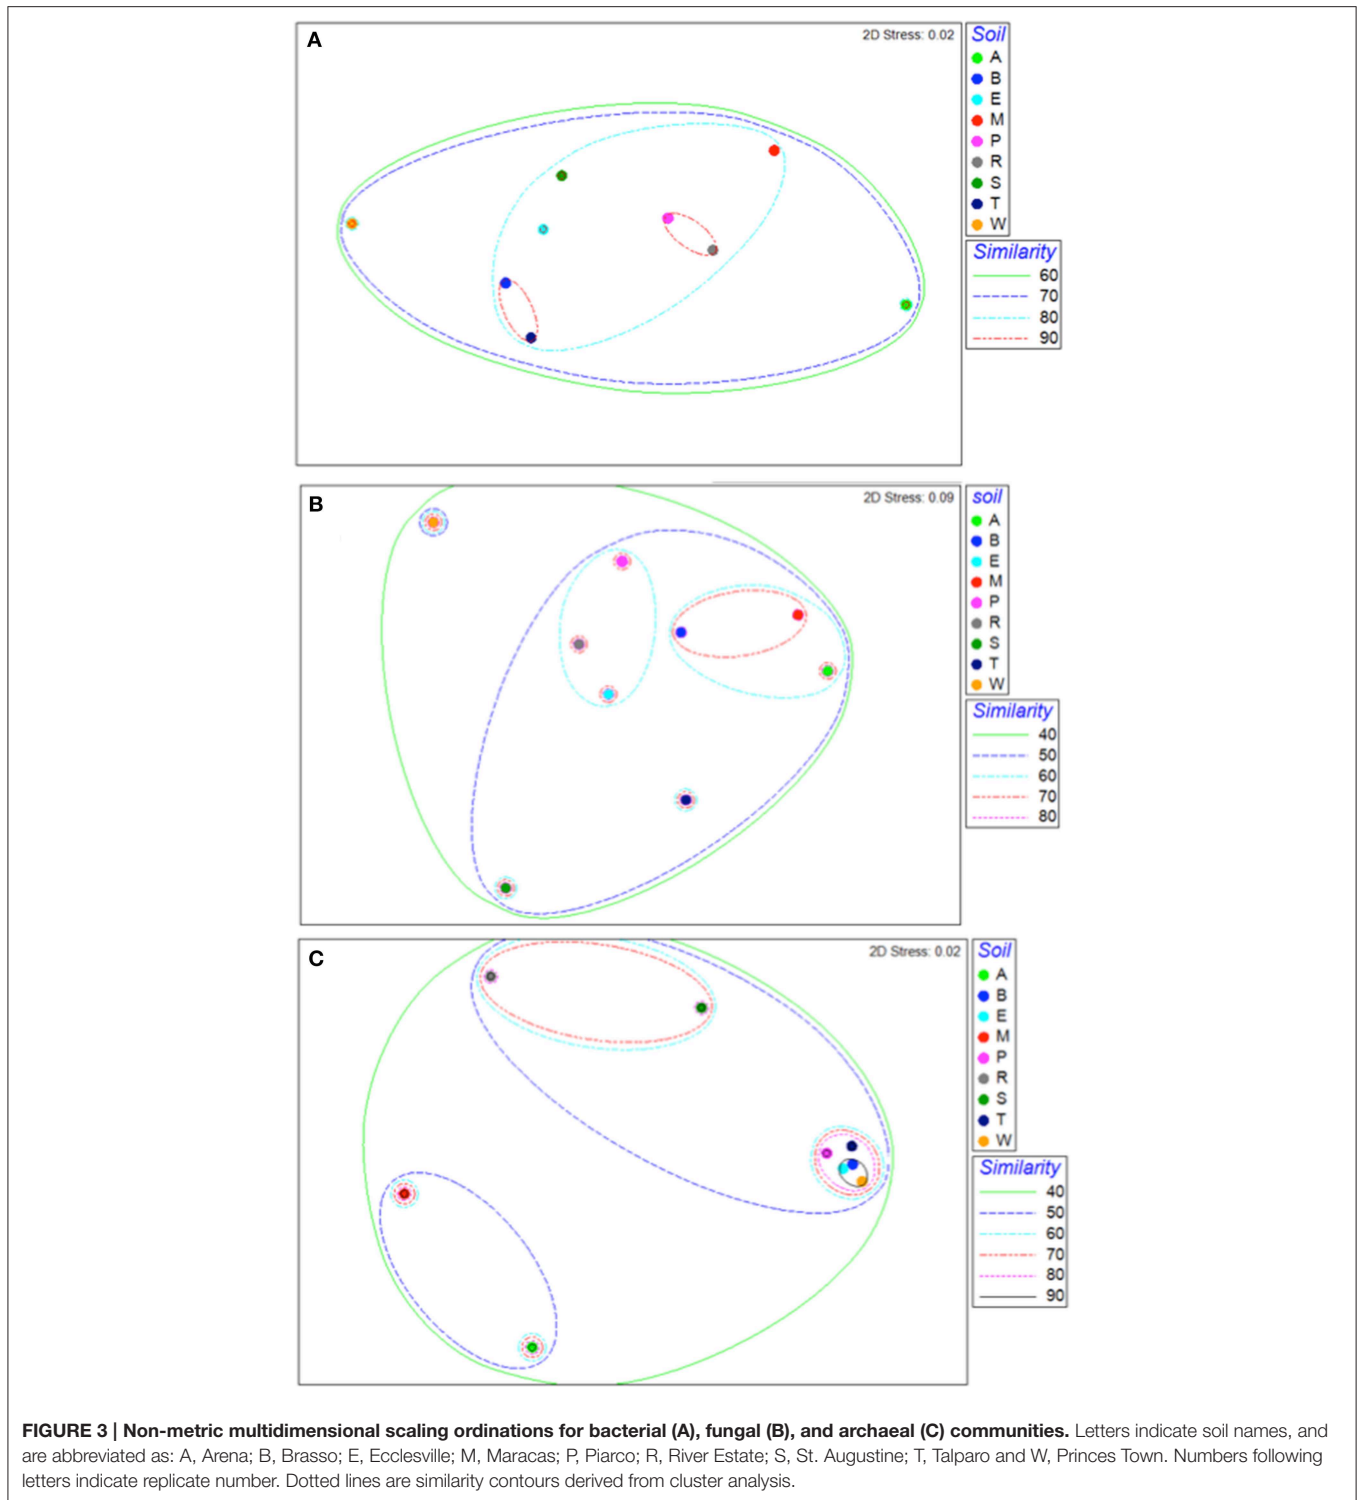 A
2D Stress: 0.02
Soil
A
B
E
M
P
R
S
T
W
Similarity
60
70
80
90
B
2D Stress: 0.09
soil
A
B
E
M
P
R
S
T
W
Similarity
40
50
60
70
80
C
2D Stress: 0.02
Soil
A
B
E
M
P
R
S
T
W
Similarity
40
50
60
70
80
90
FIGURE 3 | Non-metric multidimensional scaling ordinations for bacterial (A), fungal (B), and archaeal (C) communities. Letters indicate soil names, and
are abbreviated as: A, Arena; B, Brasso; E, Ecclesville; M, Maracas; P, Piarco; R, River Estate; S, St. Augustine; T, Talparo and W, Princes Town. Numbers following
letters indicate replicate number. Dotted lines are similarity contours derived from cluster analysis.